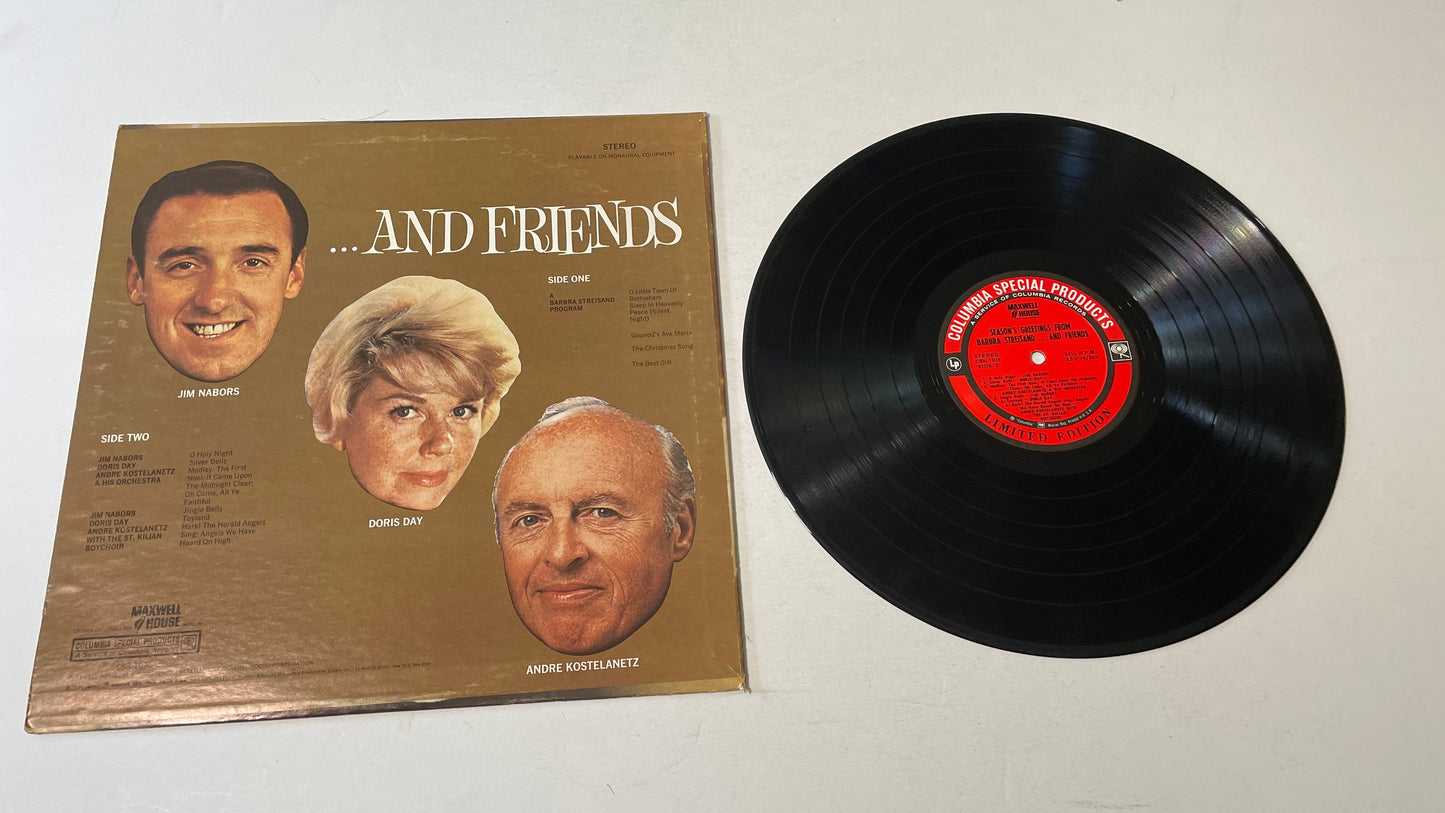 STEREO
PLAYABLE ON MONAURAL EQUIPMENT
...AND FRIENDS
SIDE ONE
A
BARBRA STREISAND
PROGRAM
O Little Town Of
Bethlehem
Sleep In Heavenly
Peace (Silent
Night)
Gounod's Ave Maria
The Christmas Song
The Best Gift
JIM NABORS
DORIS DAY
ANDRE KOSTELANETZ
SIDE TWO
JIM NABORS
DORIS DAY
ANDRE KOSTELANETZ
& HIS ORCHESTRA
O Holy Night
Silver Bells
Medley: The First
Noel; It Came Upon
The Midnight Clear;
Oh Come, All Ye
Faithful
JIM NABORS
DORIS DAY
ANDRE KOSTELANETZ
WITH THE ST. KILIAN
BOYCHOIR
Jingle Bells
Toyland
Hark! The Herald Angels
Sing; Angels We Have
Heard On High
MAXWELL
HOUSE
COLUMBIA SPECIAL PRODUCTS
A Service of Columbia Records
COLUMBIA SPECIAL PRODUCTS
A SERVICE OF COLUMBIA RECORDS
MAXWELL
HOUSE
SEASON'S GREETINGS FROM
BARBRA STREISAND... AND FRIENDS
STEREO
33⅓ R.P.M.
LP
LIMITED EDITION